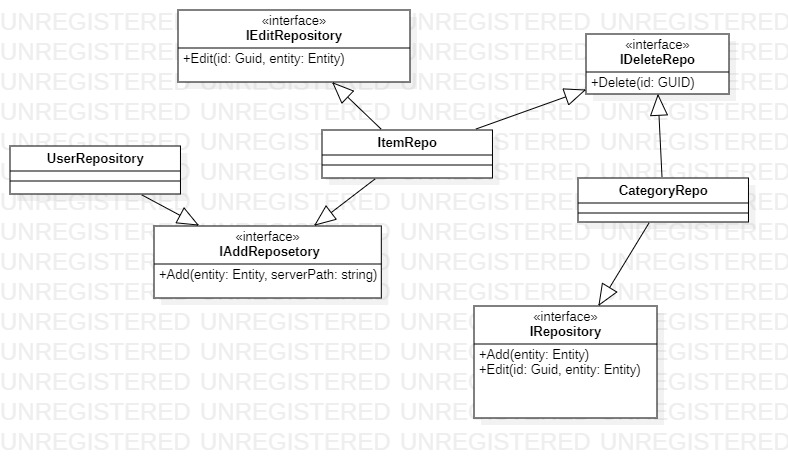 «interface»
IEditRepository
+Edit(id: Guid, entity: Entity)
«interface»
IDeleteRepo
+Delete(id: GUID)
ItemRepo
UserRepository
CategoryRepo
«interface»
IAddReposetory
+Add(entity: Entity, serverPath: string)
«interface»
IRepository
+Add(entity: Entity)
+Edit(id: Guid, entity: Entity)
UNREGISTERED UNREGISTERED UNREGISTERED UNREGISTERED